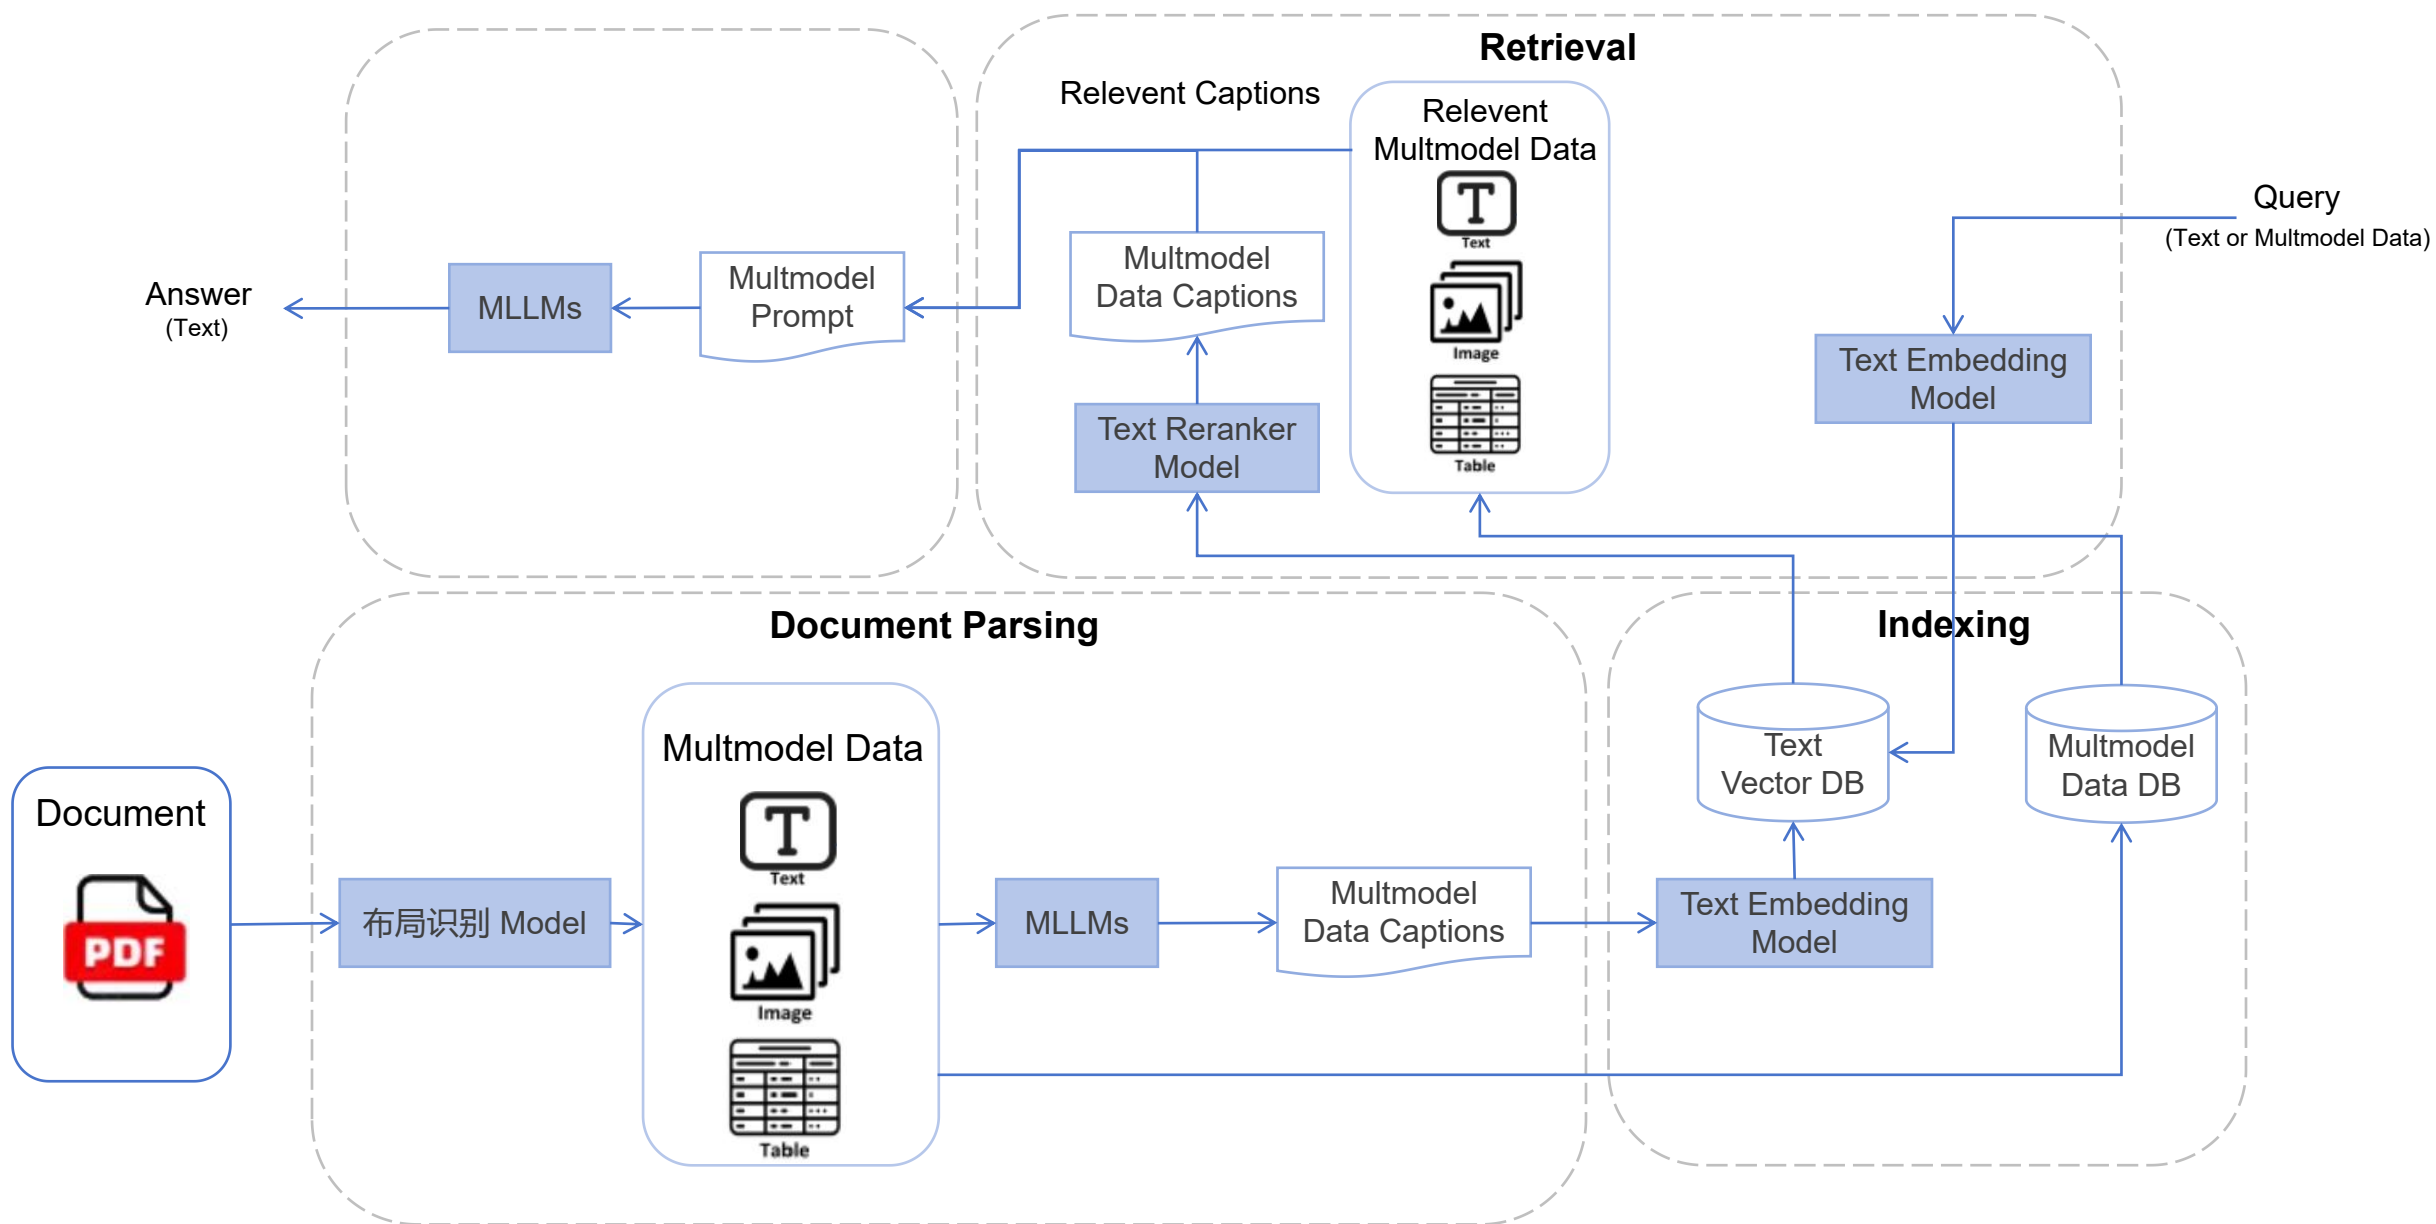 Retrieval
Relevent Captions
Relevent
Multmodel Data
Text
Image
Table
Query
(Text or Multmodel Data)
Multmodel
Data Captions
Text Reranker
Model
Text Embedding
Model
Multmodel
Prompt
MLLMs
Answer
(Text)
Document Parsing
Indexing
Document
PDF
布局识别 Model
Multmodel Data
Text
Image
Table
MLLMs
Multmodel
Data Captions
Text Embedding
Model
Text
Vector DB
Multmodel
Data DB